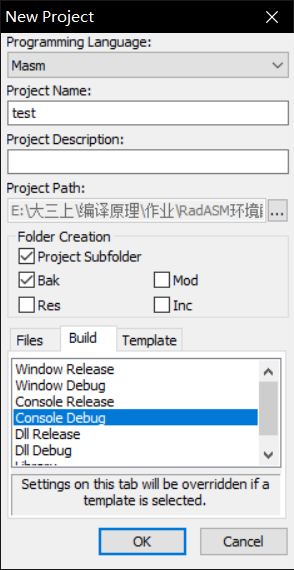 New Project
Programming Language:
Masm
Project Name:
test
Project Description:
Project Path:
E:\大三上\编译原理\作业\RadASM环境
...
Folder Creation
Project Subfolder
Bak Mod
Res Inc
Files Build Template
Window Release
Window Debug
Console Release
Console Debug
Dll Release
Dll Debug
Settings on this tab will be overridden if a
template is selected.
OK Cancel